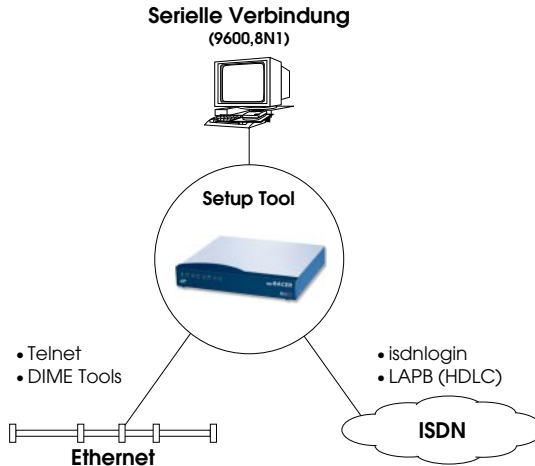 Serielle Verbindung
(9600,8N1)
Setup Tool
• Telnet
• DIME Tools
• isdnlogin
• LAPB (HDLC)
Ethernet
ISDN